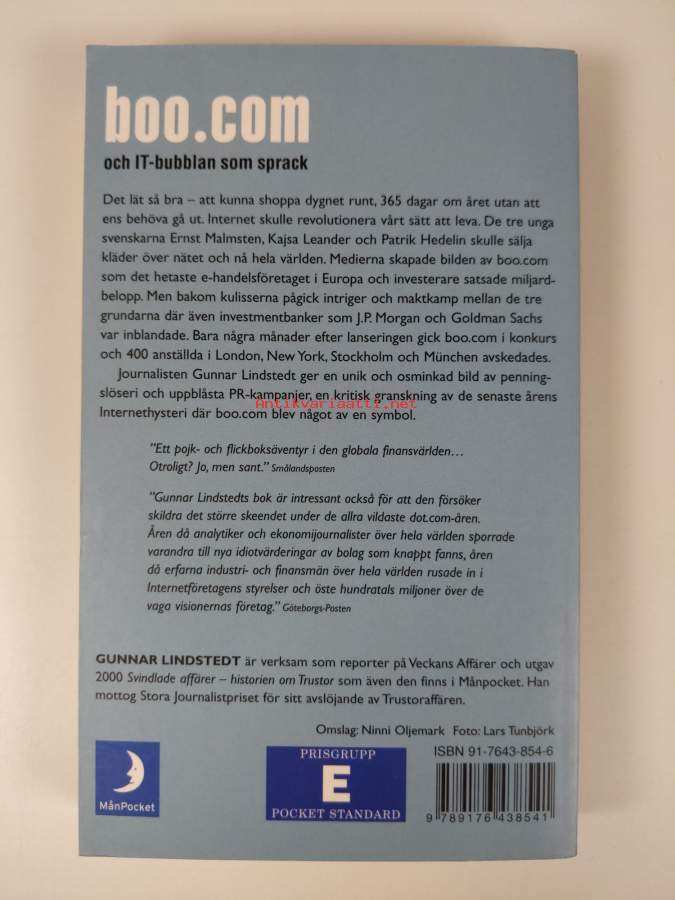 boo.com
och IT-bubblan som sprack
Det lät så bra – att kunna shoppa dygnet runt, 365 dagar om året utan att
ens behöva gå ut. Internet skulle revolutionera vårt sätt att leva. De tre unga
svenskarna Ernst Malmsten, Kajsa Leander och Patrik Hedelin skulle sälja
kläder över nätet och nå hela världen. Medierna skapade bilden av boo.com
som det hetaste e-handelsföretaget i Europa och investerare satsade miljard-
belopp. Men bakom kulisserna pågick intriger och maktkamp mellan de tre
grundarna där även investmentbanker som J.P. Morgan och Goldman Sachs
var inblandade. Bara några månader efter lanseringen gick boo.com i konkurs
och 400 anställda i London, New York, Stockholm och München avskedades.
Journalisten Gunnar Lindstedt ger en unik och osminkad bild av penning-
slöseri och uppblåsta PR-kampanjer, en kritisk granskning av de senaste årens
Antikvariaatti.net
Internethysteri där boo.com blev något av en symbol.
”Ett pojk- och flickboksäventyr i den globala finansvärlden…
Otroligt? Jo, men sant.” Smålandsposten
”Gunnar Lindstedts bok är intressant också för att den försöker
skildra det större skeendet under de allra vildaste dot.com-åren.
Åren då analytiker och ekonomijournalister över hela världen sporrade
varandra till nya idiotvärderingar av bolag som knappt fanns, åren
då erfarna industri- och finansmän över hela världen rusade in i
Internetföretagens styrelser och öste hundratals miljoner över de
vaga visionernas företag.” Göteborgs-Posten
GUNNAR LINDSTEDT är verksam som reporter på Veckans Affärer och utgav
2000 Svindlade affärer – historien om Trustor som även den finns i Månpocket. Han
mottog Stora Journalistpriset för sitt avslöjande av Trustoraffären.
Omslag: Ninni Oljemark Foto: Lars Tunbjörk
MånPocket
PRISGRUPP
E
POCKET STANDARD
ISBN 91-7643-854-6
9 789176 438541